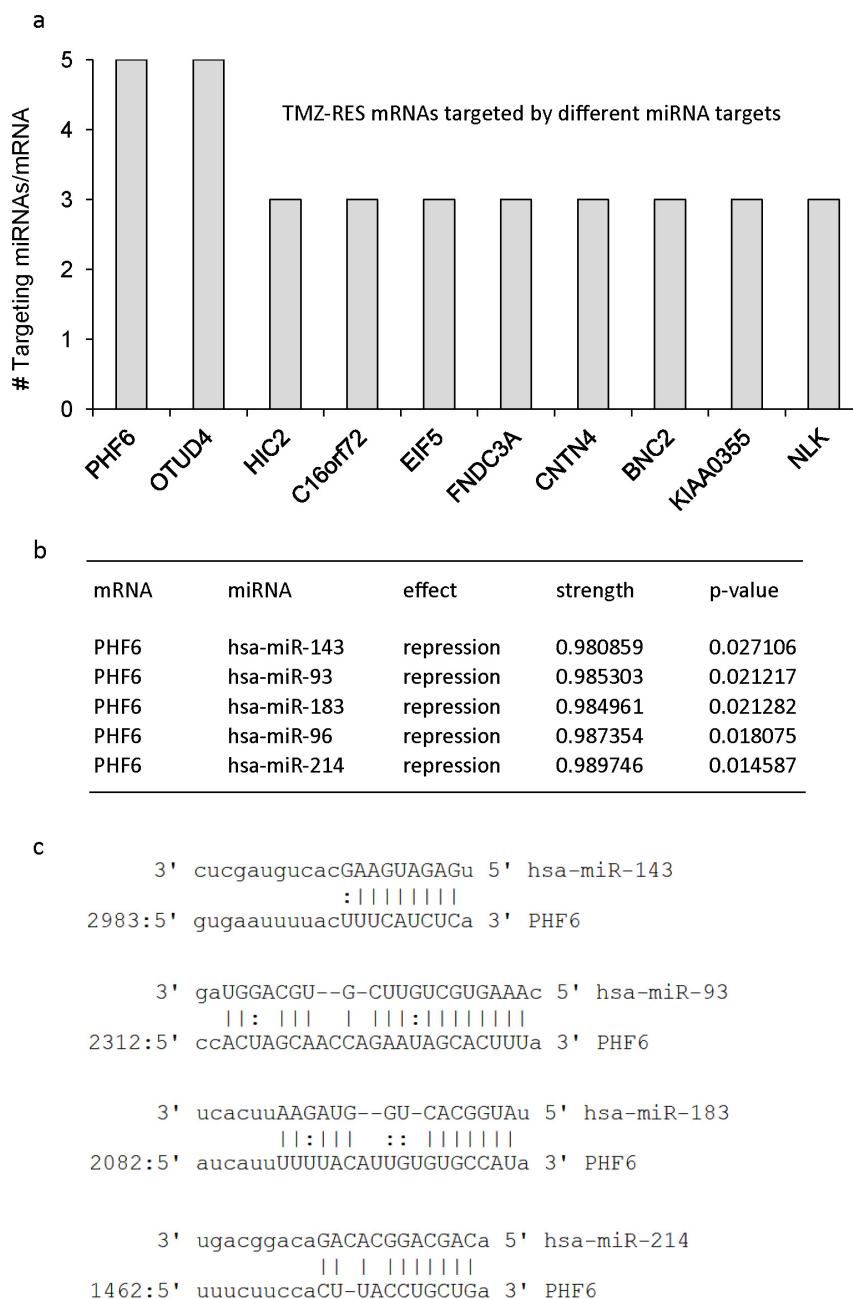 a
5
4
3
2
1
0
# Targeting miRNAs/mRNA
TMZ-RES mRNAs targeted by different miRNA targets
PHF6
OTUD4
HIC2
C16orf72
EIF5
FNDC3A
CNTN4
BNC2
KIAA0355
NLK
b
mRNA miRNA effect strength p-value
PHF6 hsa-miR-143 repression 0.980859 0.027106
PHF6 hsa-miR-93 repression 0.985303 0.021217
PHF6 hsa-miR-183 repression 0.984961 0.021282
PHF6 hsa-miR-96 repression 0.987354 0.018075
PHF6 hsa-miR-214 repression 0.989746 0.014587
c
3' cucgaugucacGAAGUAGAGu 5' hsa-miR-143
:||||||||
2983:5' gugaauuuuacUUUCAUCUCa 3' PHF6
3' gaUGGACGU--G-CUUGUCGUGAAAc 5' hsa-miR-93
||: ||| | |||:||||||||
2312:5' ccACUAGCAACCAGAAUAGCACUUUa 3' PHF6
3' ucacuuAAGAUG--GU-CACGGUAu 5' hsa-miR-183
||:||| :: |||||||
2082:5' aucauuUUUUACAUUGUGUGCCAUa 3' PHF6
3' ugacggacaGACACGGACGACa 5' hsa-miR-214
|| | |||||||
1462:5' uuucuuccaCU-UACCUGCUGa 3' PHF6